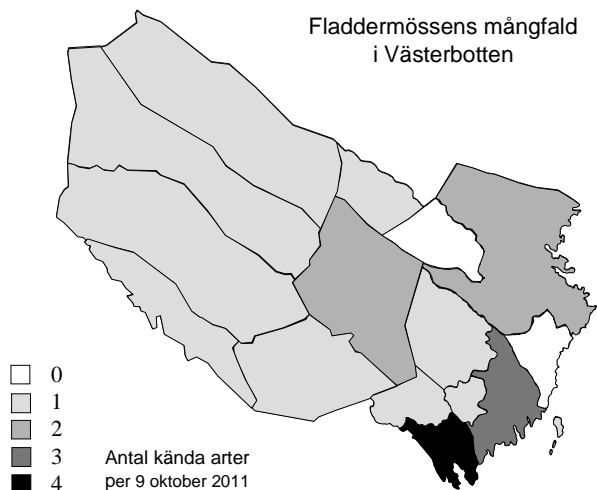 Fladdermössens mångfald
i Västerbotten
0
1
2
3
4
Antal kända arter
per 9 oktober 2011